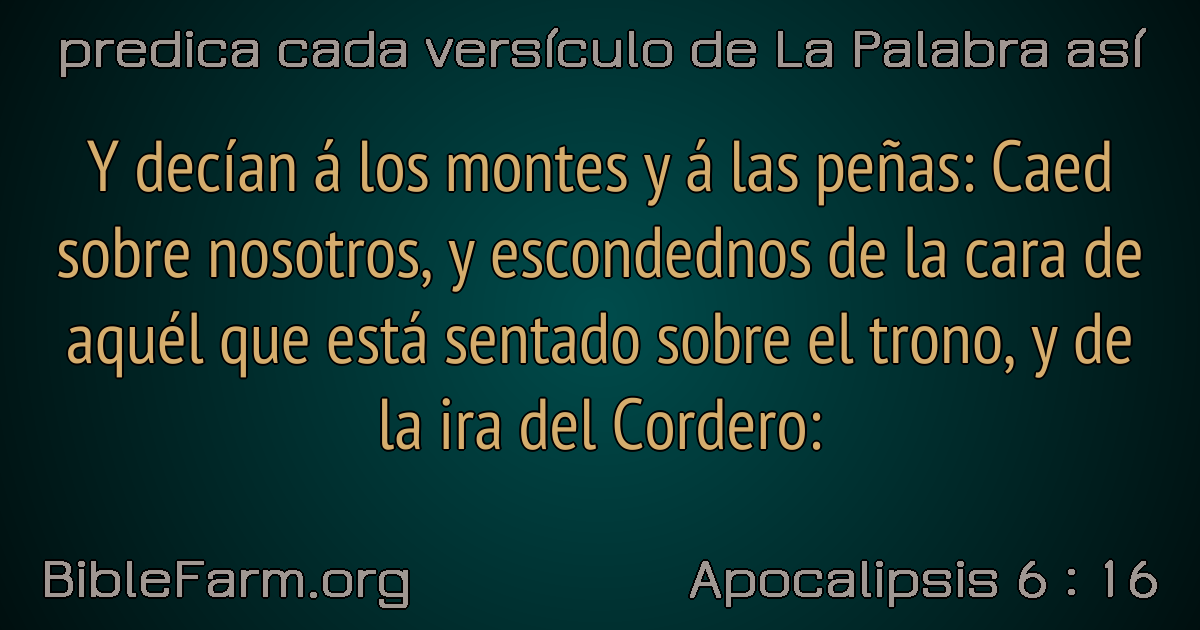 predica cada versículo de La Palabra así
Y decían á los montes y á las peñas: Caed
sobre nosotros, y escondednos de la cara de
aquél que está sentado sobre el trono, y de
la ira del Cordero:
BibleFarm.org
Apocalipsis 6 : 16